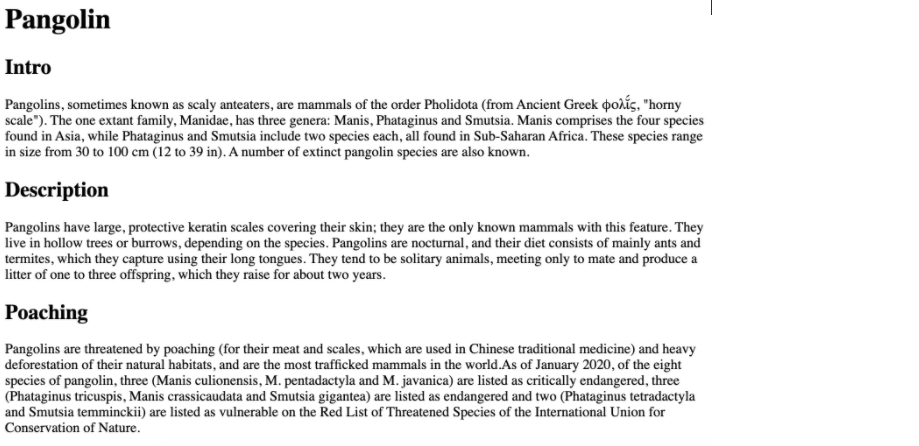 Pangolin
Intro
Pangolins, sometimes known as scaly anteaters, are mammals of the order Pholidota (from Ancient Greek φολῐ́ς, "horny
scale"). The one extant family, Manidae, has three genera: Manis, Phataginus and Smutsia. Manis comprises the four species
found in Asia, while Phataginus and Smutsia include two species each, all found in Sub-Saharan Africa. These species range
in size from 30 to 100 cm (12 to 39 in). A number of extinct pangolin species are also known.
Description
Pangolins have large, protective keratin scales covering their skin; they are the only known mammals with this feature. They
live in hollow trees or burrows, depending on the species. Pangolins are nocturnal, and their diet consists of mainly ants and
termites, which they capture using their long tongues. They tend to be solitary animals, meeting only to mate and produce a
litter of one to three offspring, which they raise for about two years.
Poaching
Pangolins are threatened by poaching (for their meat and scales, which are used in Chinese traditional medicine) and heavy
deforestation of their natural habitats, and are the most trafficked mammals in the world.As of January 2020, of the eight
species of pangolin, three (Manis culionensis, M. pentadactyla and M. javanica) are listed as critically endangered, three
(Phataginus tricuspis, Manis crassicaudata and Smutsia gigantea) are listed as endangered and two (Phataginus tetradactyla
and Smutsia temminckii) are listed as vulnerable on the Red List of Threatened Species of the International Union for
Conservation of Nature.